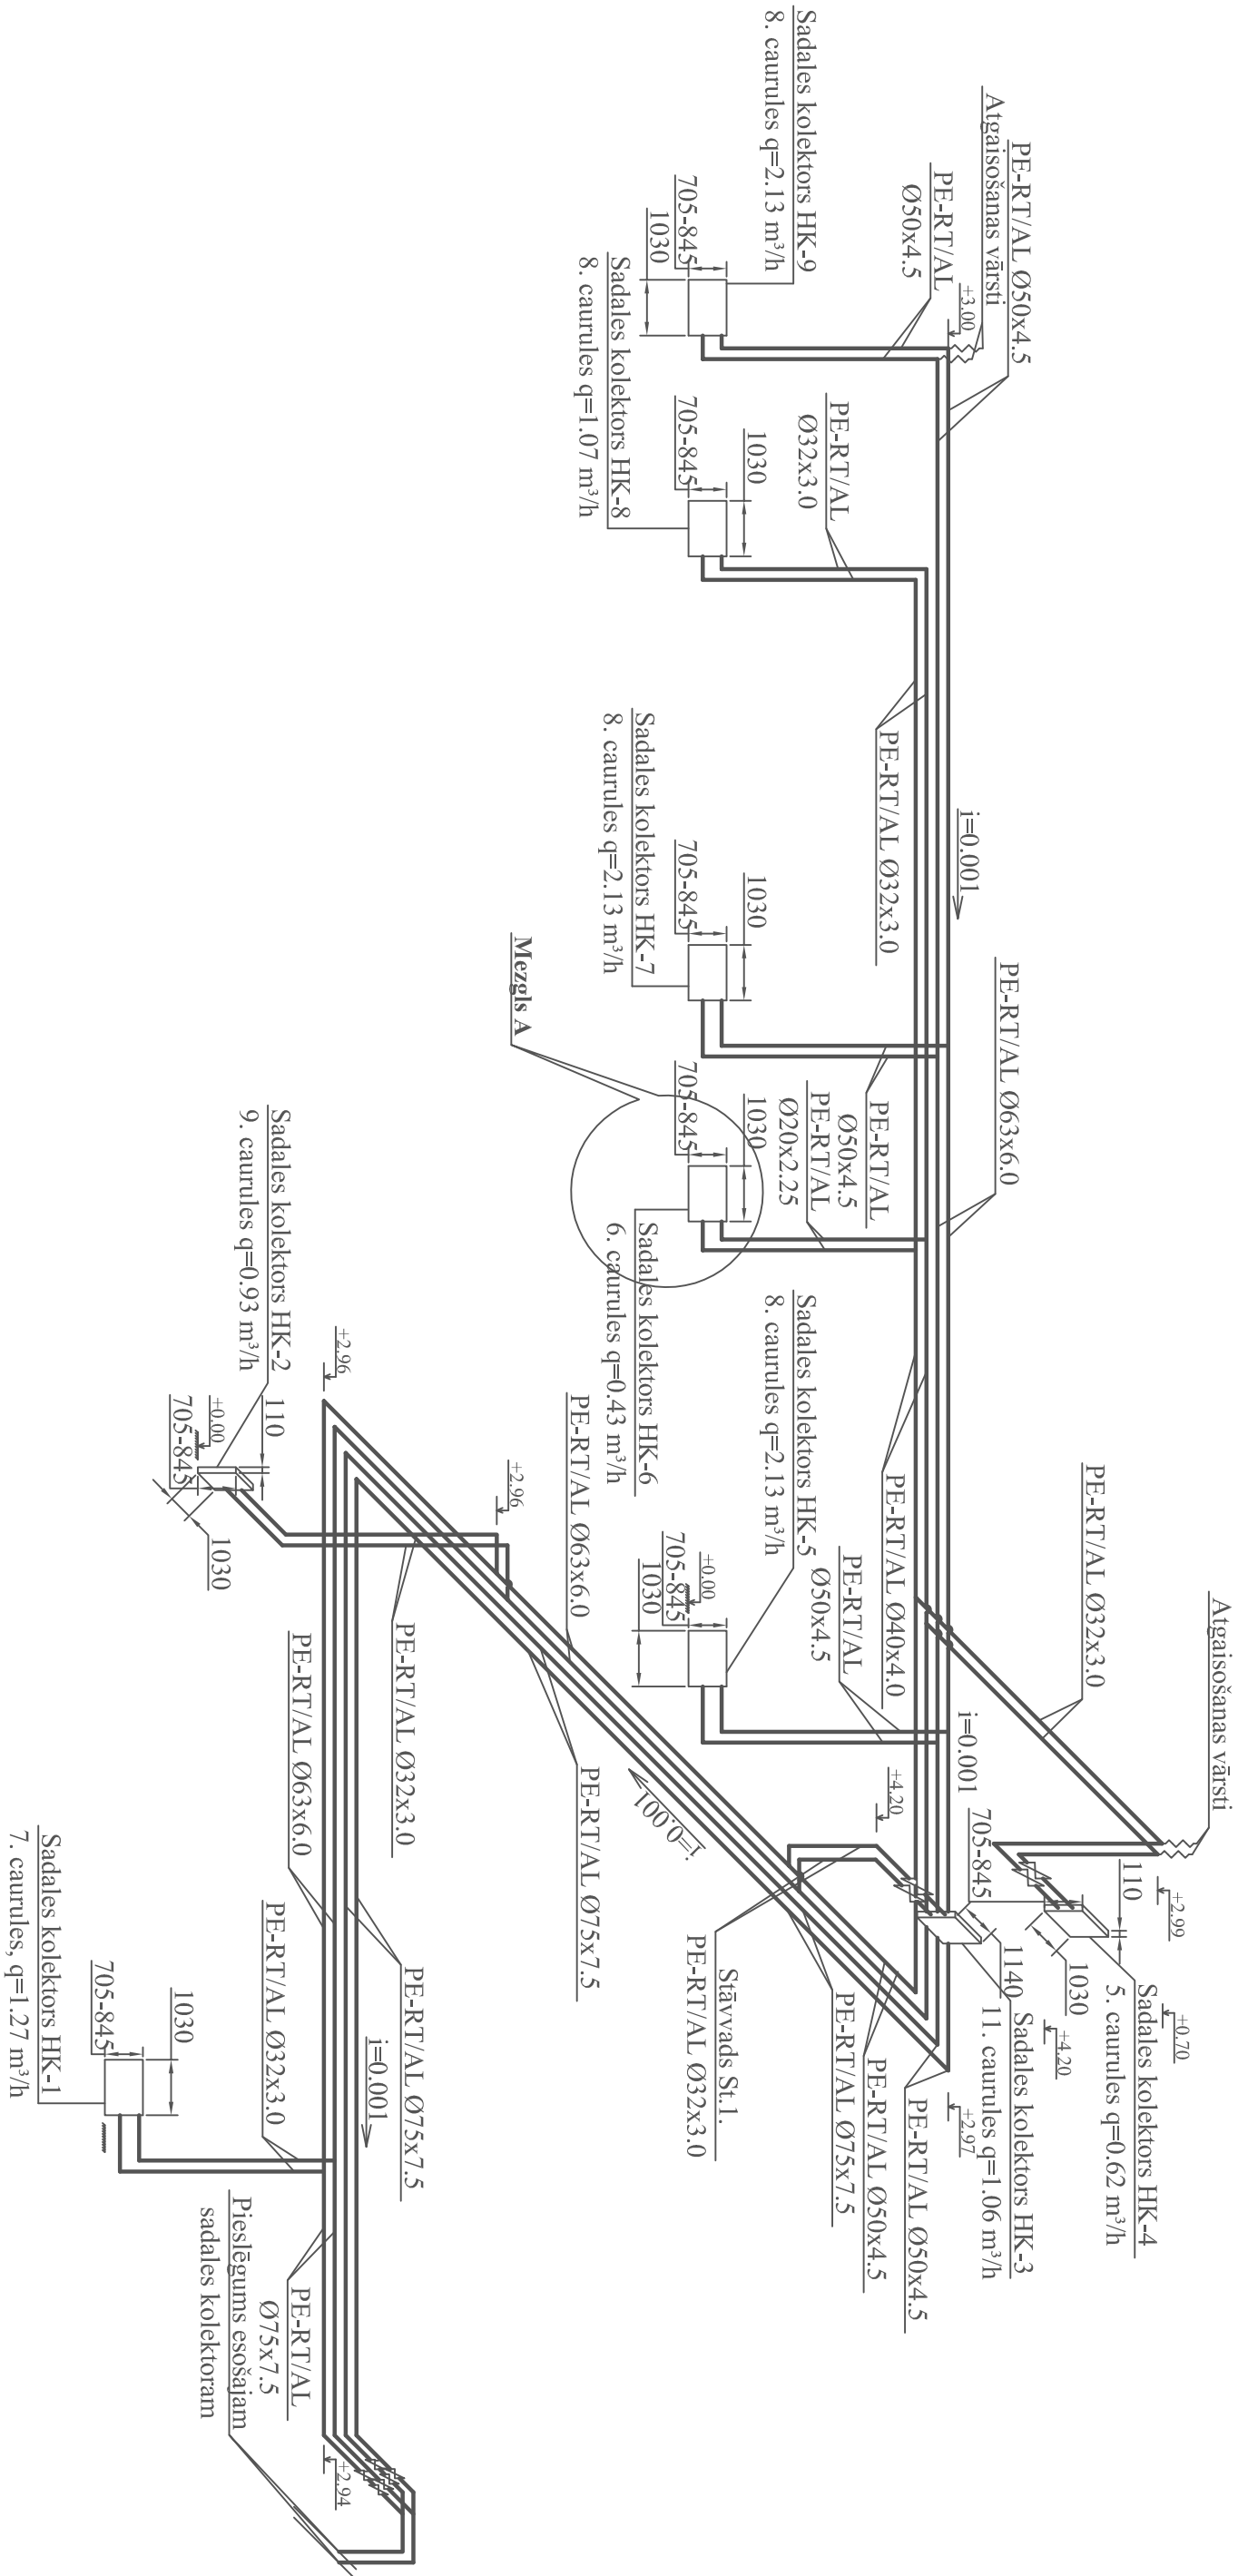 Sadales kolektors HK-9
8. caurules q=2.13 m³/h
Atgaisošanas vārsti
PE-RT/AL Ø50x4.5
PE-RT/AL
Ø50x4.5
+3.00
705-845
1030
Sadales kolektors HK-8
8. caurules q=1.07 m³/h
705-845
1030
PE-RT/AL
Ø32x3.0
PE-RT/AL Ø32x3.0
i=0.001
Sadales kolektors HK-7
8. caurules q=2.13 m³/h
705-845
1030
PE-RT/AL Ø63x6.0
Mezgls A
705-845
1030
PE-RT/AL
Ø50x4.5
PE-RT/AL
Ø20x2.25
Sadales kolektors HK-6
6. caurules q=0.43 m³/h
Sadales kolektors HK-5
8. caurules q=2.13 m³/h
+0.00
705-845
1030
PE-RT/AL
Ø50x4.5
PE-RT/AL Ø40x4.0
PE-RT/AL Ø32x3.0
Atgaisošanas vārsti
i=0.001
+4.20
705-845
110
+2.99
1140
1030
+0.70
+4.20
Sadales kolektors HK-4
5. caurules q=0.62 m³/h
Sadales kolektors HK-3
11. caurules q=1.06 m³/h
+2.97
PE-RT/AL Ø50x4.5
PE-RT/AL Ø50x4.5
PE-RT/AL Ø75x7.5
Stāvvads St.1.
PE-RT/AL Ø32x3.0
i=0.001
Sadales kolektors HK-2
9. caurules q=0.93 m³/h
+2.96
110
+0.00
705-845
1030
+2.96
PE-RT/AL Ø63x6.0
PE-RT/AL Ø75x7.5
PE-RT/AL Ø32x3.0
PE-RT/AL Ø63x6.0
PE-RT/AL Ø75x7.5
i=0.001
PE-RT/AL Ø32x3.0
1030
705-845
Sadales kolektors HK-1
7. caurules, q=1.27 m³/h
PE-RT/AL
Ø75x7.5
Pieslēgums esošajam
sadales kolektoram
+2.94